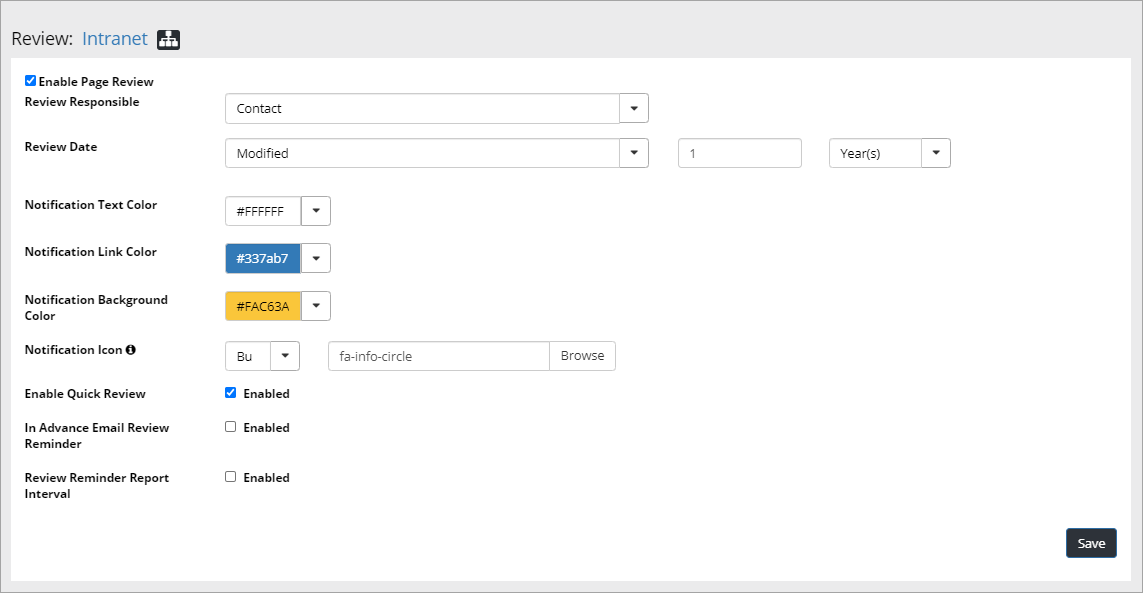 Review: Intranet
Enable Page Review
Review Responsible
Contact
Review Date
Modified
1
Year(s)
Notification Text Color
#FFFFFF
Notification Link Color
#337ab7
Notification Background
Color
#FAC63A
Notification Icon
Bu
fa-info-circle
Browse
Enable Quick Review
Enabled
In Advance Email Review
Reminder
Enabled
Review Reminder Report
Interval
Enabled
Save